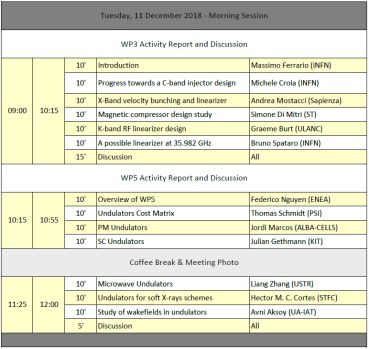 Tuesday, 11 December 2018 - Morning Session
WP3 Activity Report and Discussion
09:00 10:15
10' Introduction Massimo Ferrario (INFN)
10' Progress towards a C-band injector design Michele Croia (INFN)
10' X-Band velocity bunching and linearizer Andrea Mostacci (Sapienza)
10' Magnetic compressor design study Simone Di Mitri (ST)
10' K-band RF linearizer design Graeme Burt (ULANC)
10' A possible linearizer at 35.982 GHz Bruno Spataro (INFN)
15' Discussion All
WP5 Activity Report and Discussion
10:15 10:55
10' Overview of WP5 Federico Nguyen (ENEA)
10' Undulators Cost Matrix Thomas Schmidt (PSI)
10' PM Undulators Jordi Marcos (ALBA-CELLS)
10' SC Undulators Julian Gethmann (KIT)
Coffee Break & Meeting Photo
11:25 12:00
10' Microwave Undulators Liang Zhang (USTR)
10' Undulators for soft X-rays schemes Hector M. C. Cortes (STFC)
10' Study of wakefields in undulators Avni Aksoy (UA-IAT)
5' Discussion All